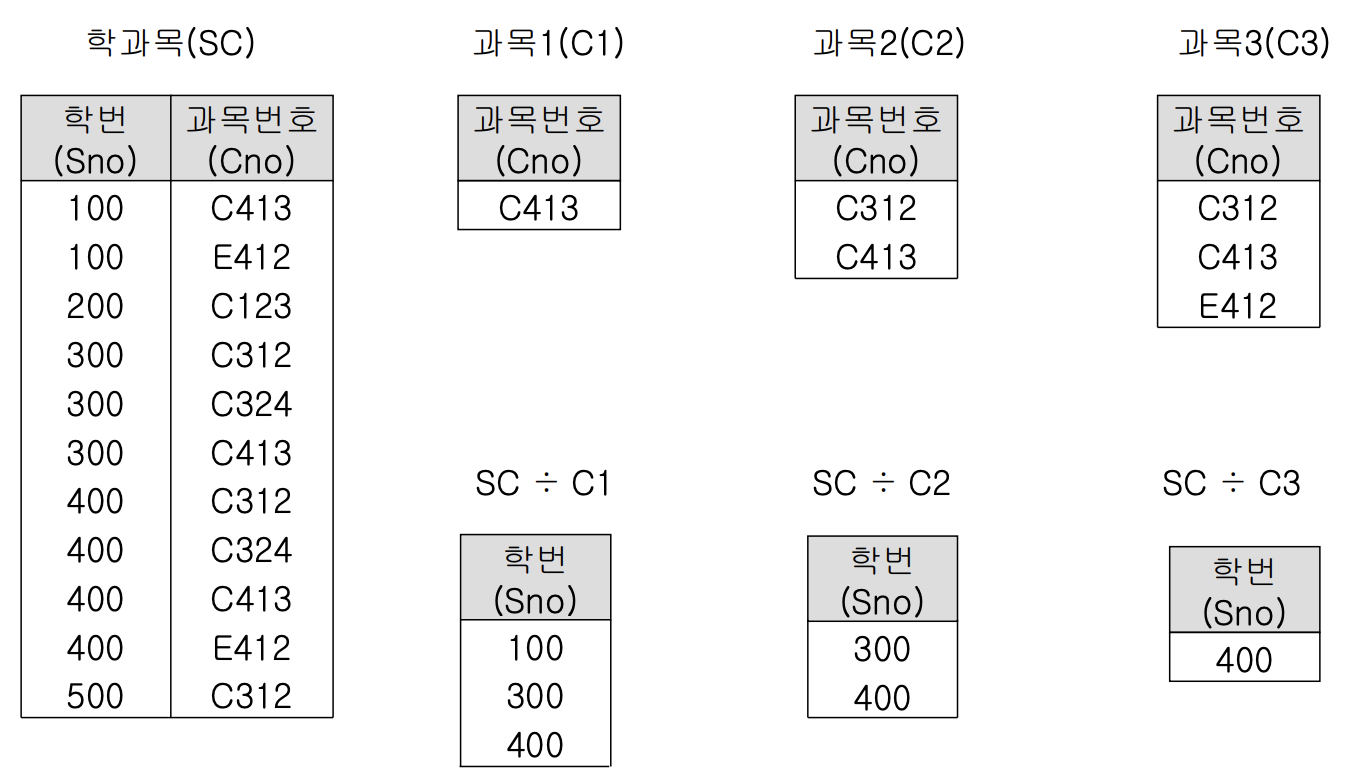 학과목(SC)
학번 과목번호
(Sno) (Cno)
100 C413
100 E412
200 C123
300 C312
300 C324
300 C413
400 C312
400 C324
400 C413
400 E412
500 C312
과목1(C1)
과목번호
(Cno)
C413
과목2(C2)
과목번호
(Cno)
C312
C413
과목3(C3)
과목번호
(Cno)
C312
C413
E412
SC ÷ C1
학번
(Sno)
100
300
400
SC ÷ C2
학번
(Sno)
300
400
SC ÷ C3
학번
(Sno)
400